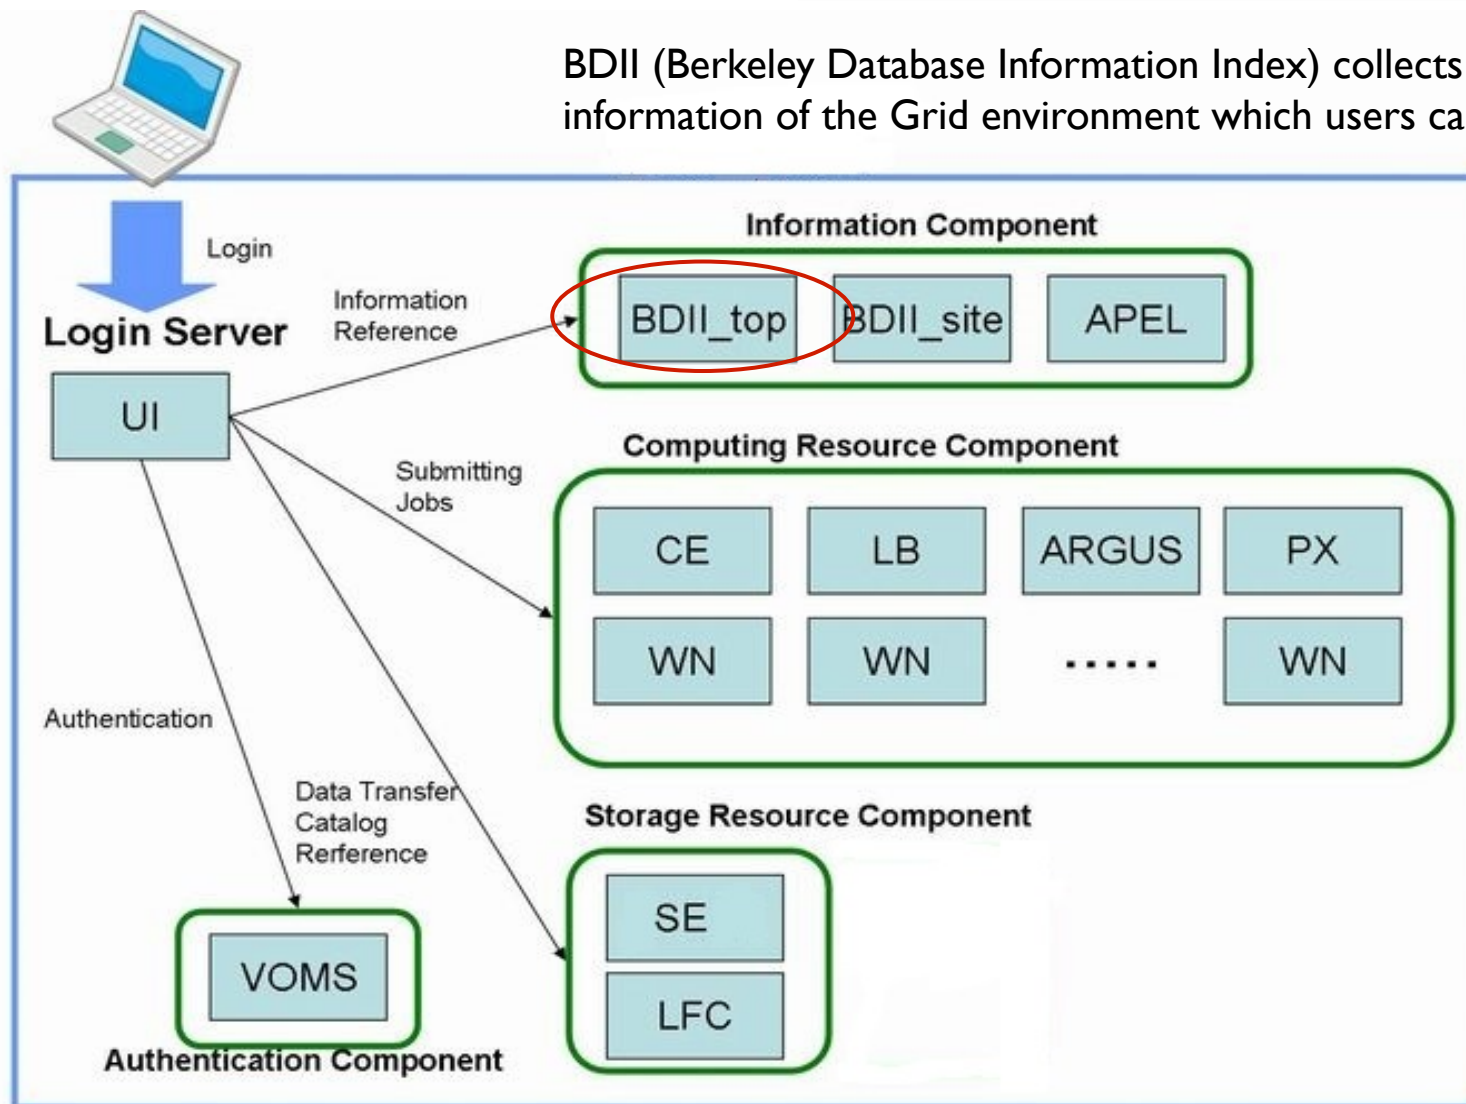 BDII (Berkeley Database Information Index) collects
information of the Grid environment which users ca
Login
Login Server
UI
Information
Reference
Information Component
BDII_top
BDII_site
APEL
Submitting
Jobs
Computing Resource Component
CE
LB
ARGUS
PX
WN
WN
.....
WN
Authentication
Data Transfer
Catalog
Rerference
Storage Resource Component
SE
LFC
VOMS
Authentication Component